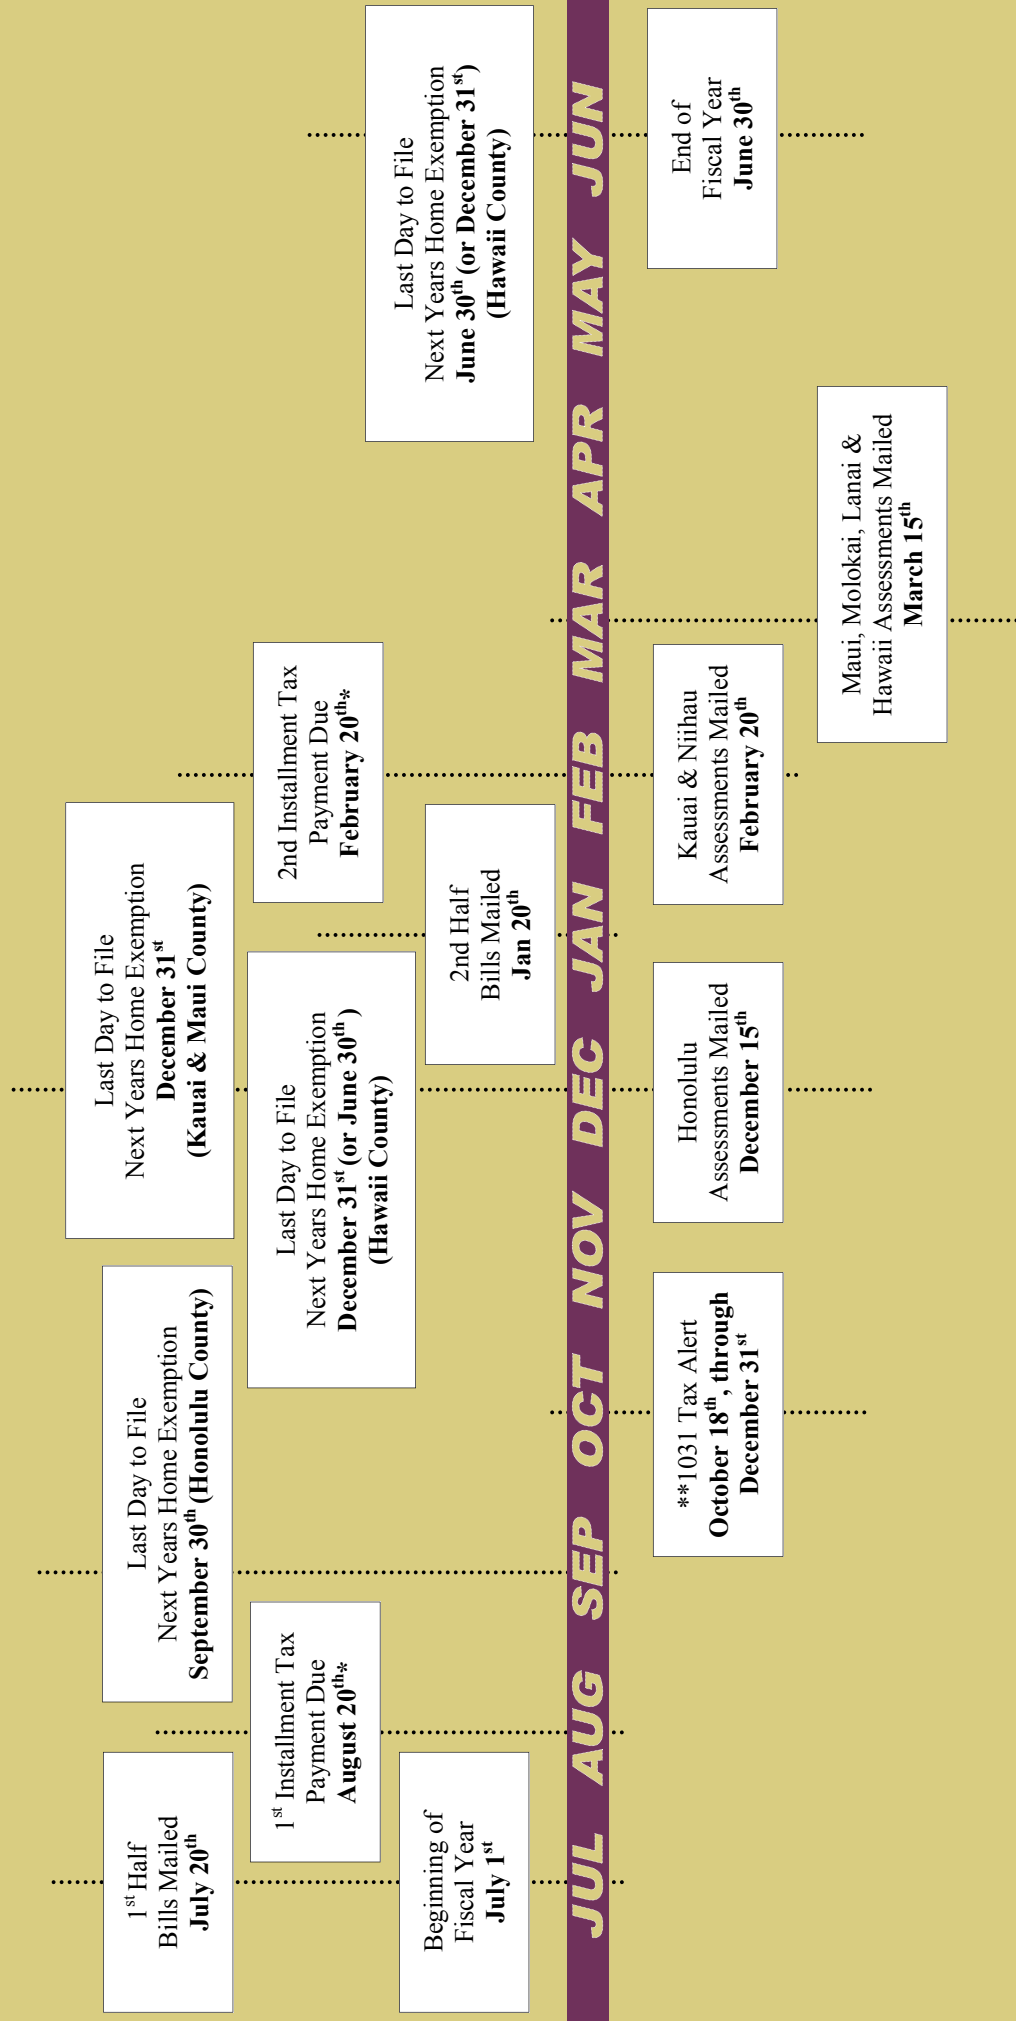 1st Half
Bills Mailed
July 20th
1st Installment Tax
Payment Due
August 20th*
Beginning of
Fiscal Year
July 1st
Last Day to File
Next Years Home Exemption
September 30th (Honolulu County)
Last Day to File
Next Years Home Exemption
December 31st
(Kauai & Maui County)
Last Day to File
Next Years Home Exemption
December 31st (or June 30th )
(Hawaii County)
2nd Installment Tax
Payment Due
February 20th*
2nd Half
Bills Mailed
Jan 20th
Last Day to File
Next Years Home Exemption
June 30th (or December 31st)
(Hawaii County)
JUL AUG SEP OCT NOV DEC JAN FEB MAR APR MAY JUN
**1031 Tax Alert
October 18th, through
December 31st
Honolulu
Assessments Mailed
December 15th
Kauai & Niihau
Assessments Mailed
February 20th
Maui, Molokai, Lanai &
Hawaii Assessments Mailed
March 15th
End of
Fiscal Year
June 30th